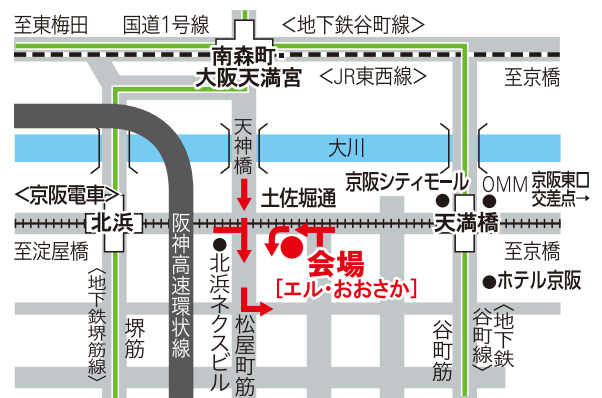 至東梅田
国道1号線
<地下鉄谷町線>
南森町・
大阪天満宮
<JR東西線>
至京橋
天神橋
大川
<京阪電車>
土佐堀通
京阪シティモール
OMM
京阪東口
交差点→
北浜
天満橋
至淀屋橋
至京橋
阪神高速環状線
会場
[エル・おおさか]
ホテル京阪
<地下鉄堺筋線>
堺筋
北浜ネクスビル
松屋町筋
谷町筋
<地下鉄
谷町線>